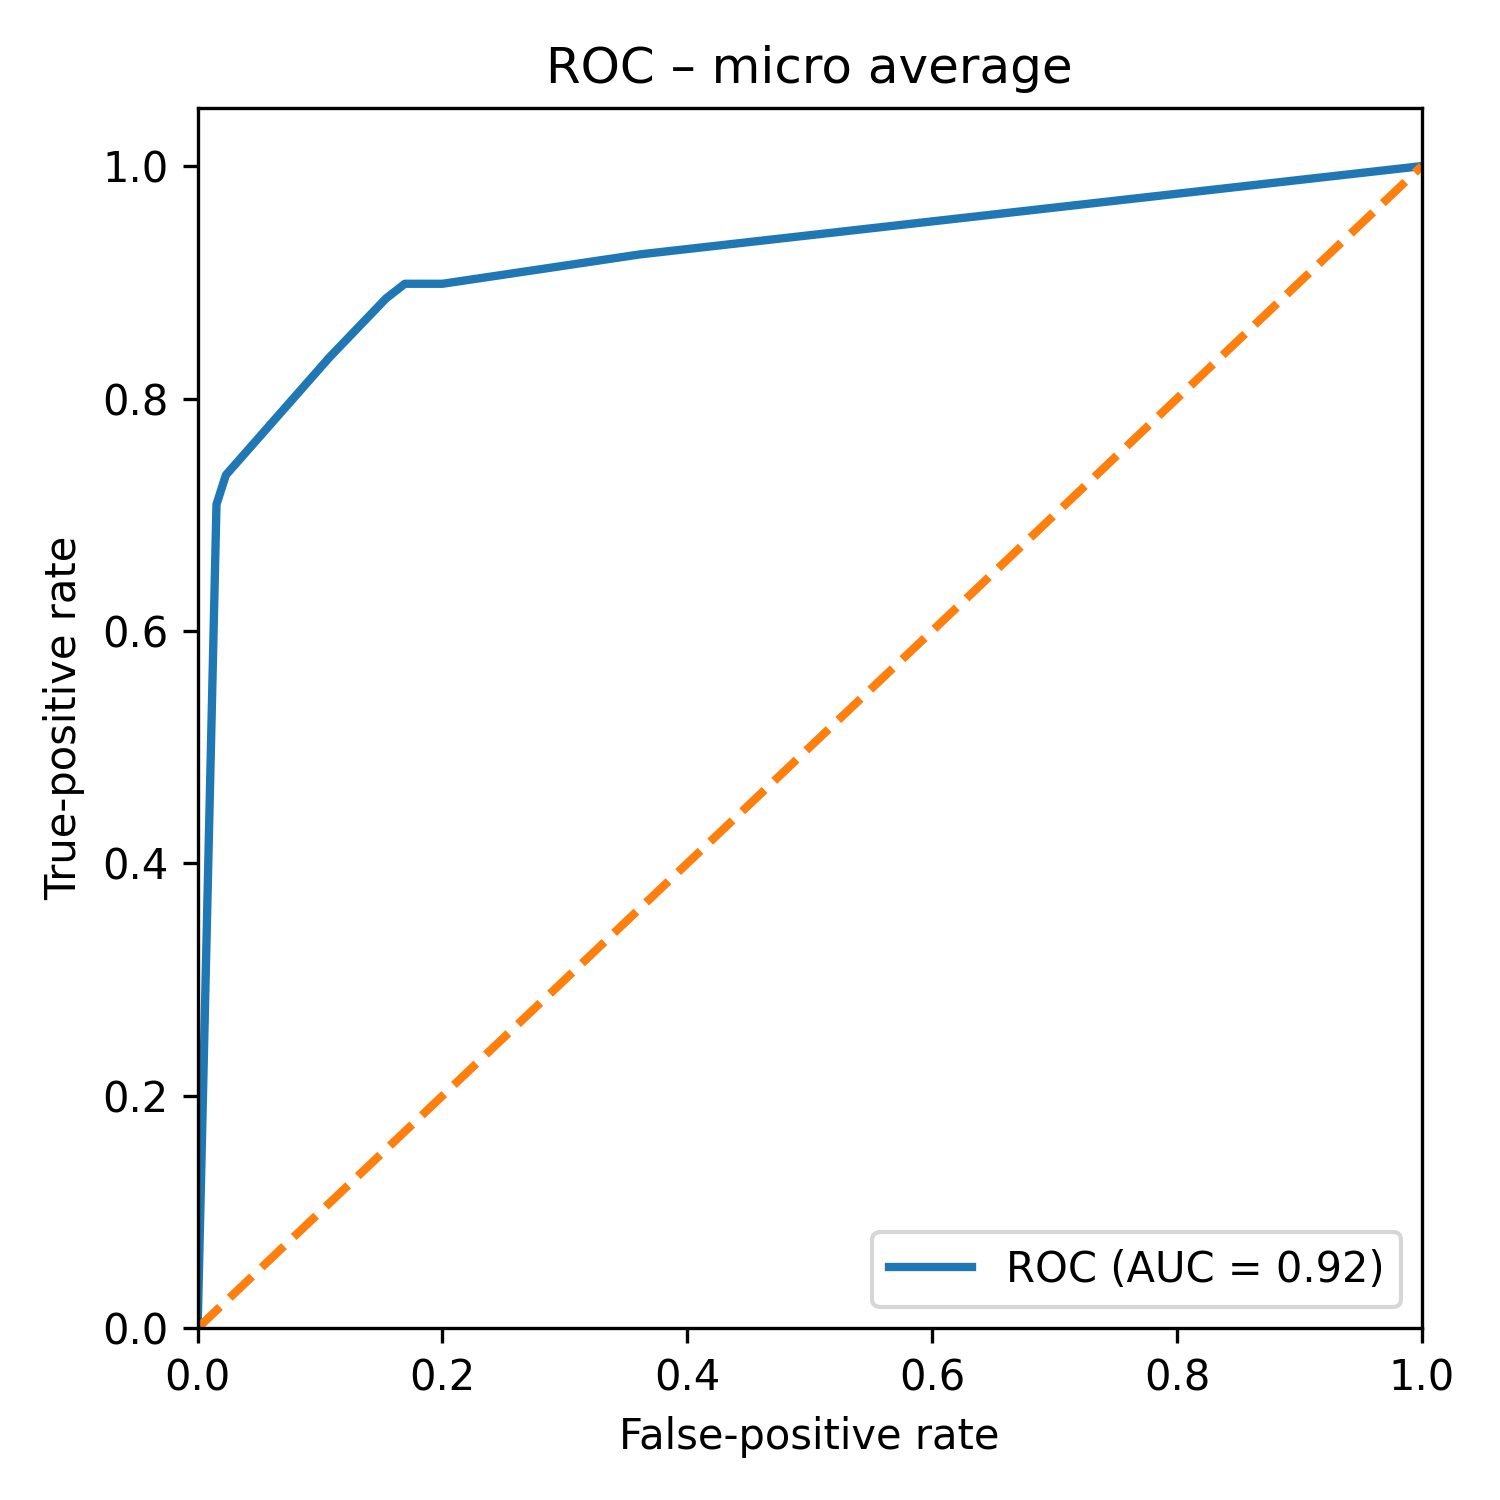 ROC – micro average
1.0
0.8
0.6
0.4
0.2
0.0
True-positive rate
0.0 0.2 0.4 0.6 0.8 1.0
False-positive rate
ROC (AUC = 0.92)